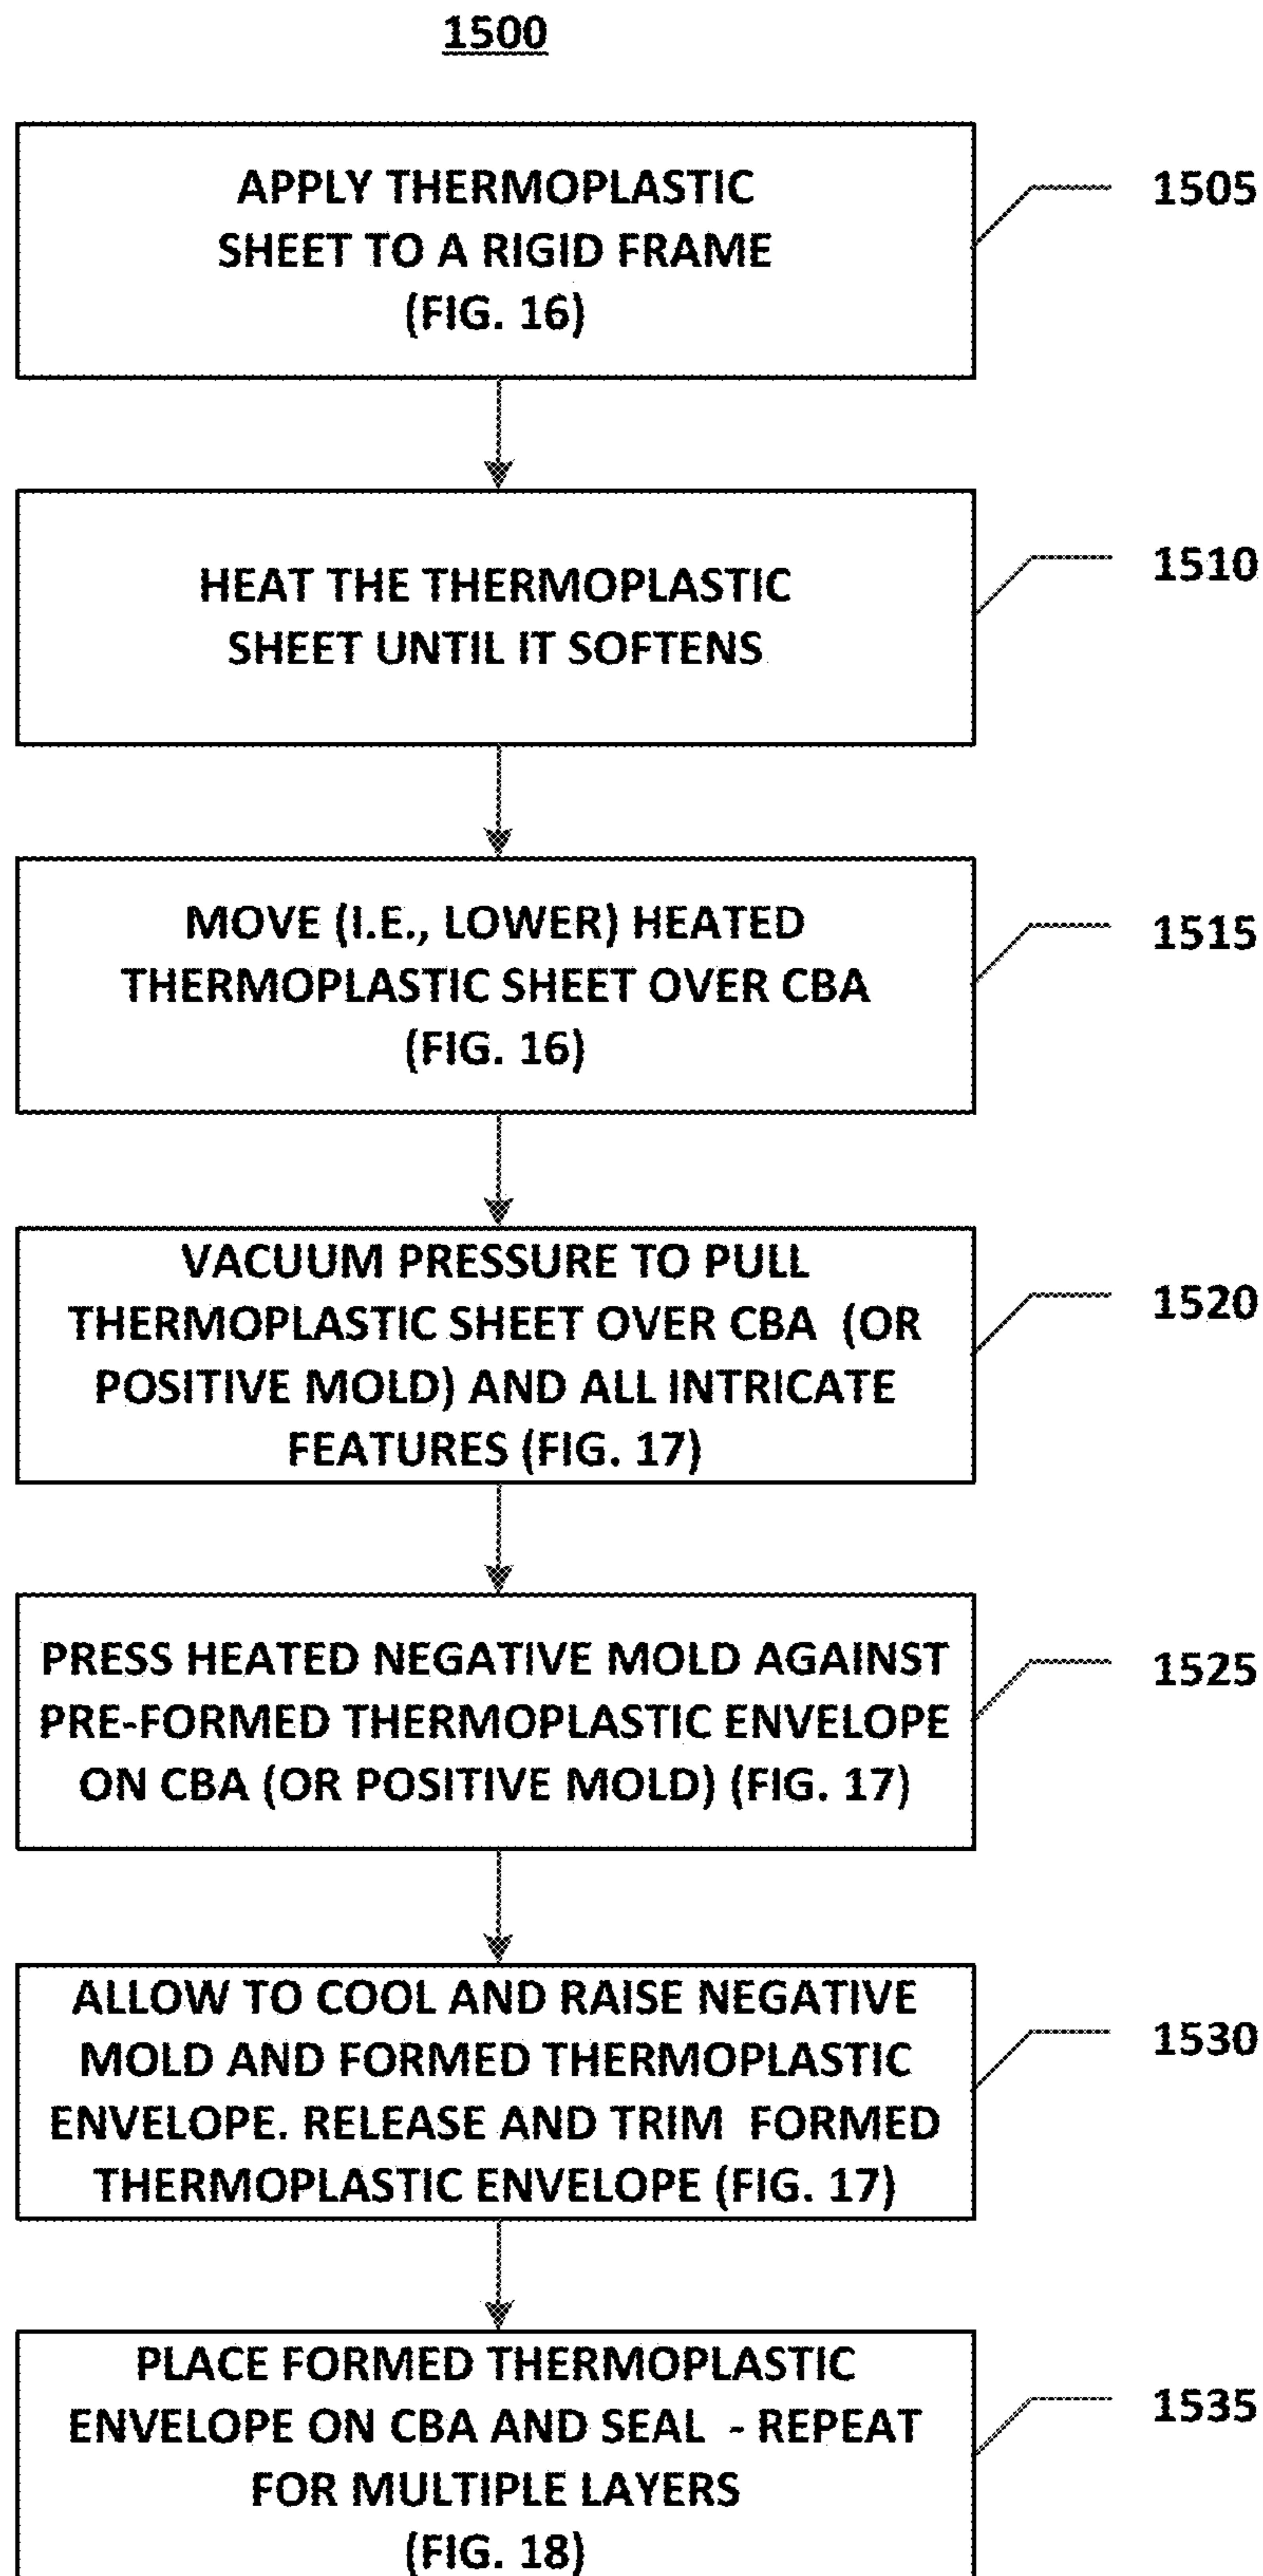 1500
APPLY THERMOPLASTIC
SHEET TO A RIGID FRAME
(FIG. 16)
1505
HEAT THE THERMOPLASTIC
SHEET UNTIL IT SOFTENS
1510
MOVE (I.E., LOWER) HEATED
THERMOPLASTIC SHEET OVER CBA
(FIG. 16)
1515
VACUUM PRESSURE TO PULL
THERMOPLASTIC SHEET OVER CBA (OR
POSITIVE MOLD) AND ALL INTRICATE
FEATURES (FIG. 17)
1520
PRESS HEATED NEGATIVE MOLD AGAINST
PRE-FORMED THERMOPLASTIC ENVELOPE
ON CBA (OR POSITIVE MOLD) (FIG. 17)
1525
ALLOW TO COOL AND RAISE NEGATIVE
MOLD AND FORMED THERMOPLASTIC
ENVELOPE. RELEASE AND TRIM FORMED
THERMOPLASTIC ENVELOPE (FIG. 17)
1530
PLACE FORMED THERMOPLASTIC
ENVELOPE ON CBA AND SEAL - REPEAT
FOR MULTIPLE LAYERS
(FIG. 18)
1535